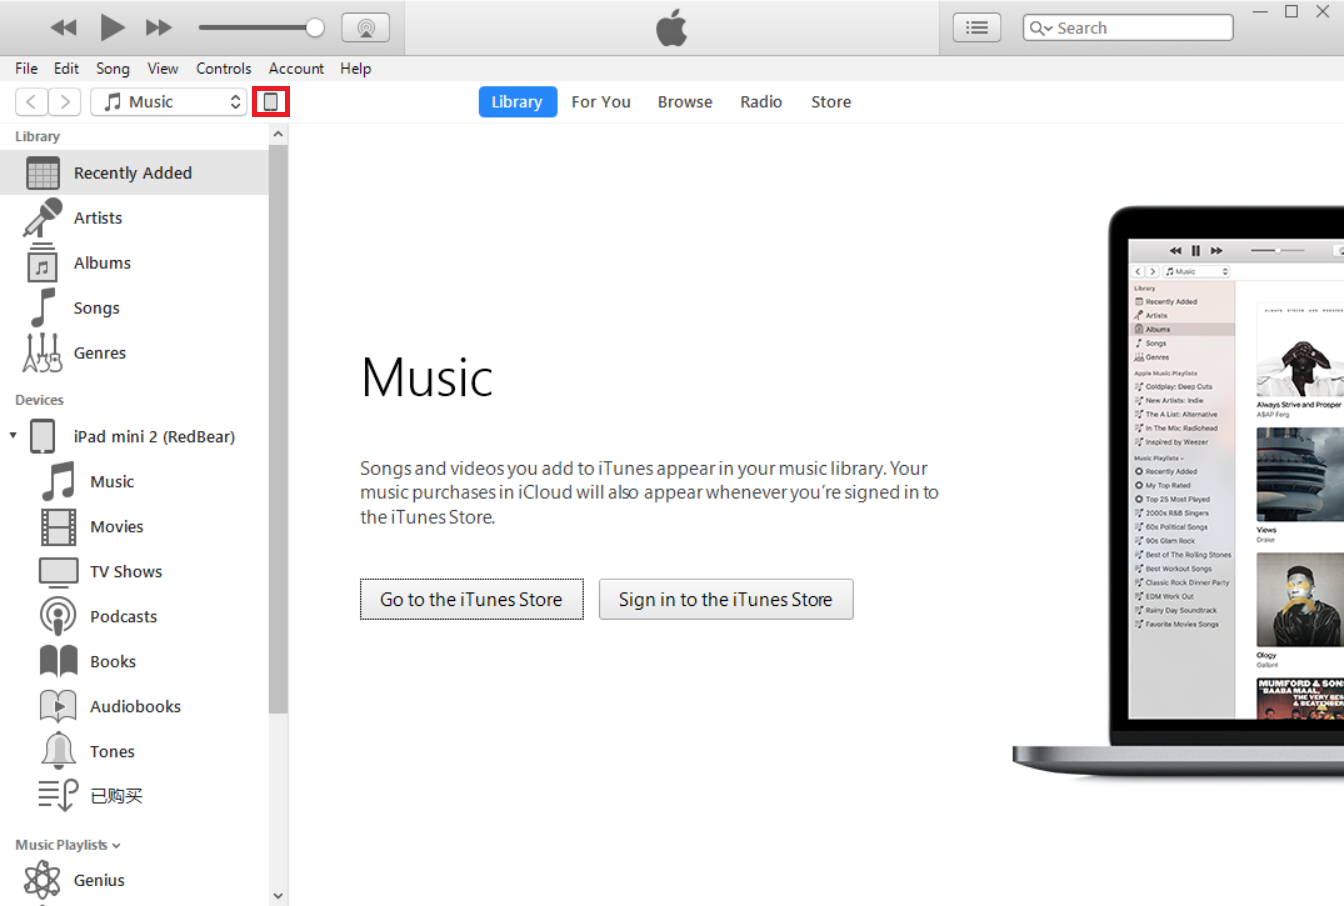 Search
File Edit Song View Controls Account Help
Music
Library For You Browse Radio Store
Library
Recently Added
Artists
Albums
Songs
Genres
Devices
iPad mini 2 (RedBear)
Music
Movies
TV Shows
Podcasts
Books
Audiobooks
Tones
已购买
Music Playlists
Genius
Music
Songs and videos you add to iTunes appear in your music library. Your
music purchases in iCloud will also appear whenever you're signed in to
the iTunes Store.
Go to the iTunes Store
Sign in to the iTunes Store
Music
Library
Recently Added
Artists
Albums
Songs
Genres
Apple Music Playlists
Coldplay: Deep Cuts
New Artists: Indie
The A List: Alternative
In The Mix: Radiohead
Inspired by Weezer
Music Playlists
Recently Added
My Top Rated
Top 25 Most Played
2000s R&B Singers
60s Political Songs
90s Glam Rock
Best of The Rolling Stones
Best Workout Songs
Classic Rock Dinner Party
EDM Work Out
Rainy Day Soundtrack
Favorite Movies Songs
ALWAYS STRIVE AND PROSPER
Always Strive and Prosper
A$AP Ferg
Views
Drake
Ology
Gallant
MUMFORD & SONS
BAABA MAAL,
THE VERY BES
& BEATENBER